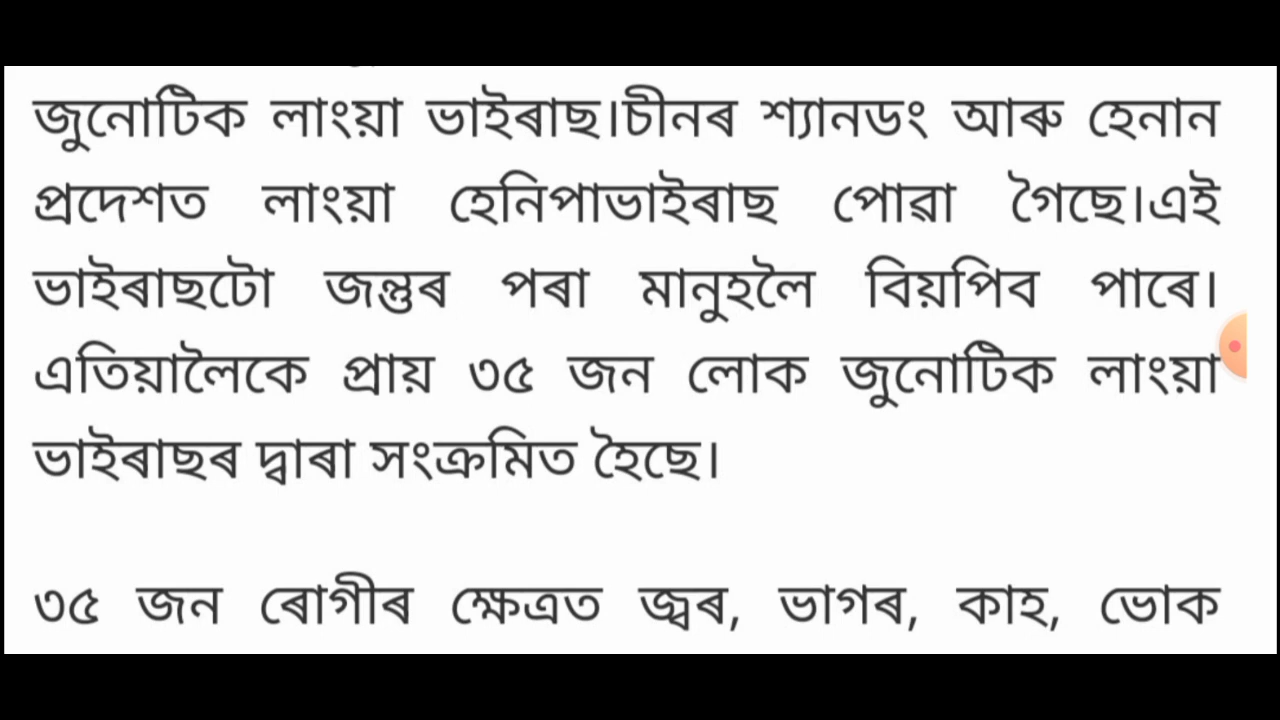 জুনোটিক লাংয়া ভাইৰাছ।চীনৰ শ্যানডং আৰু হেনান
প্ৰদেশত লাংয়া হেনিপাভাইৰাছ পোৱা গৈছে।এই
ভাইৰাছটো জন্তুৰ পৰা মানুহলৈ বিয়পিব পাৰে।
এতিয়ালৈকে প্ৰায় ৩৫ জন লোক জুনোটিক লাংয়া
ভাইৰাছৰ দ্বাৰা সংক্ৰমিত হৈছে।
৩৫ জন ৰোগীৰ ক্ষেত্ৰত জ্বৰ, ভাগৰ, কাহ, ভোক